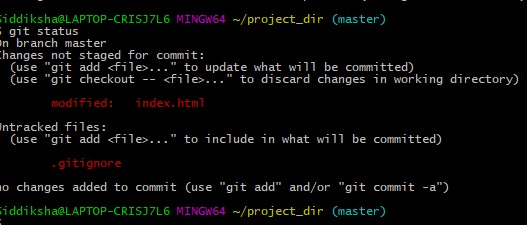 Siddiksha@LAPTOP-CRISJ7L6 MINGW64 ~/project_dir (master)
$ git status
On branch master
Changes not staged for commit:
  (use "git add <file>..." to update what will be committed)
  (use "git checkout -- <file>..." to discard changes in working directory)
        modified:   index.html
Untracked files:
  (use "git add <file>..." to include in what will be committed)
        .gitignore
no changes added to commit (use "git add" and/or "git commit -a")
Siddiksha@LAPTOP-CRISJ7L6 MINGW64 ~/project_dir (master)